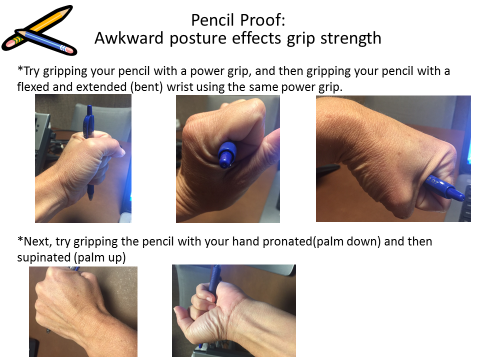 Pencil Proof:
Awkward posture effects grip strength
*Try gripping your pencil with a power grip, and then gripping your pencil with a
flexed and extended (bent) wrist using the same power grip.
*Next, try gripping the pencil with your hand pronated(palm down) and then
supinated (palm up)